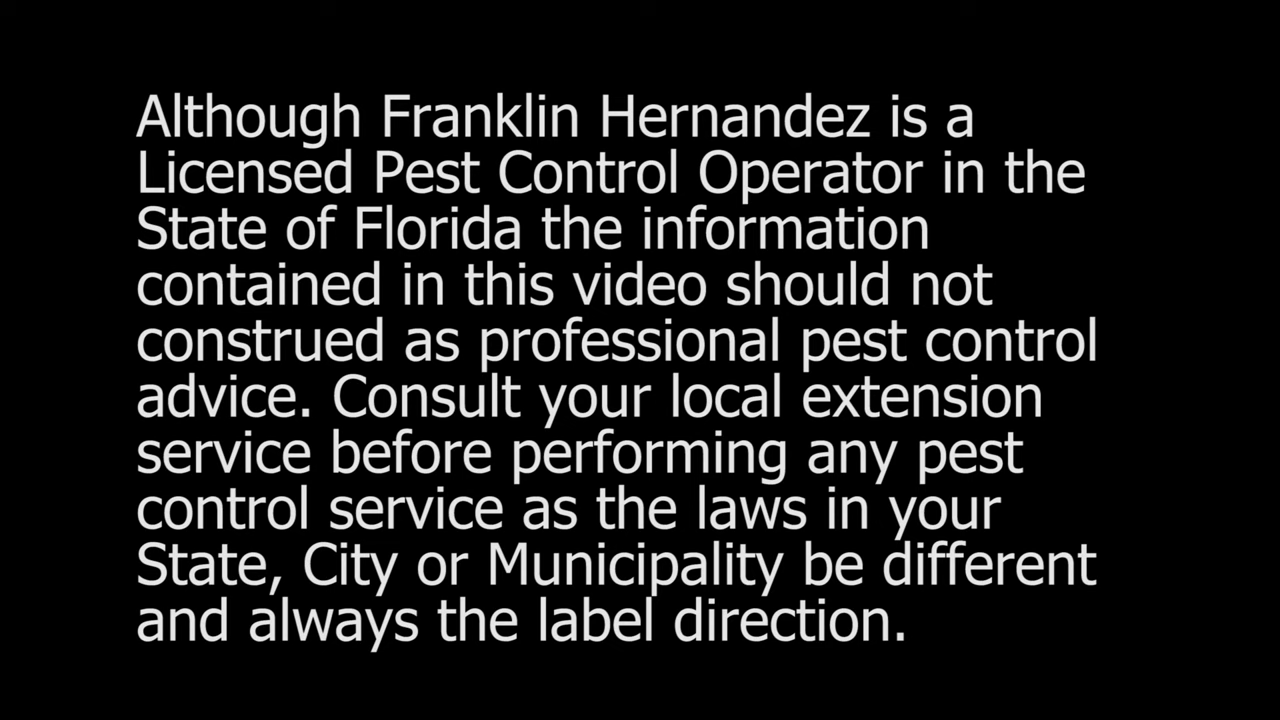 Although Franklin Hernandez is a
Licensed Pest Control Operator in the
State of Florida the information
contained in this video should not
construed as professional pest control
advice. Consult your local extension
service before performing any pest
control service as the laws in your
State, City or Municipality be different
and always the label direction.